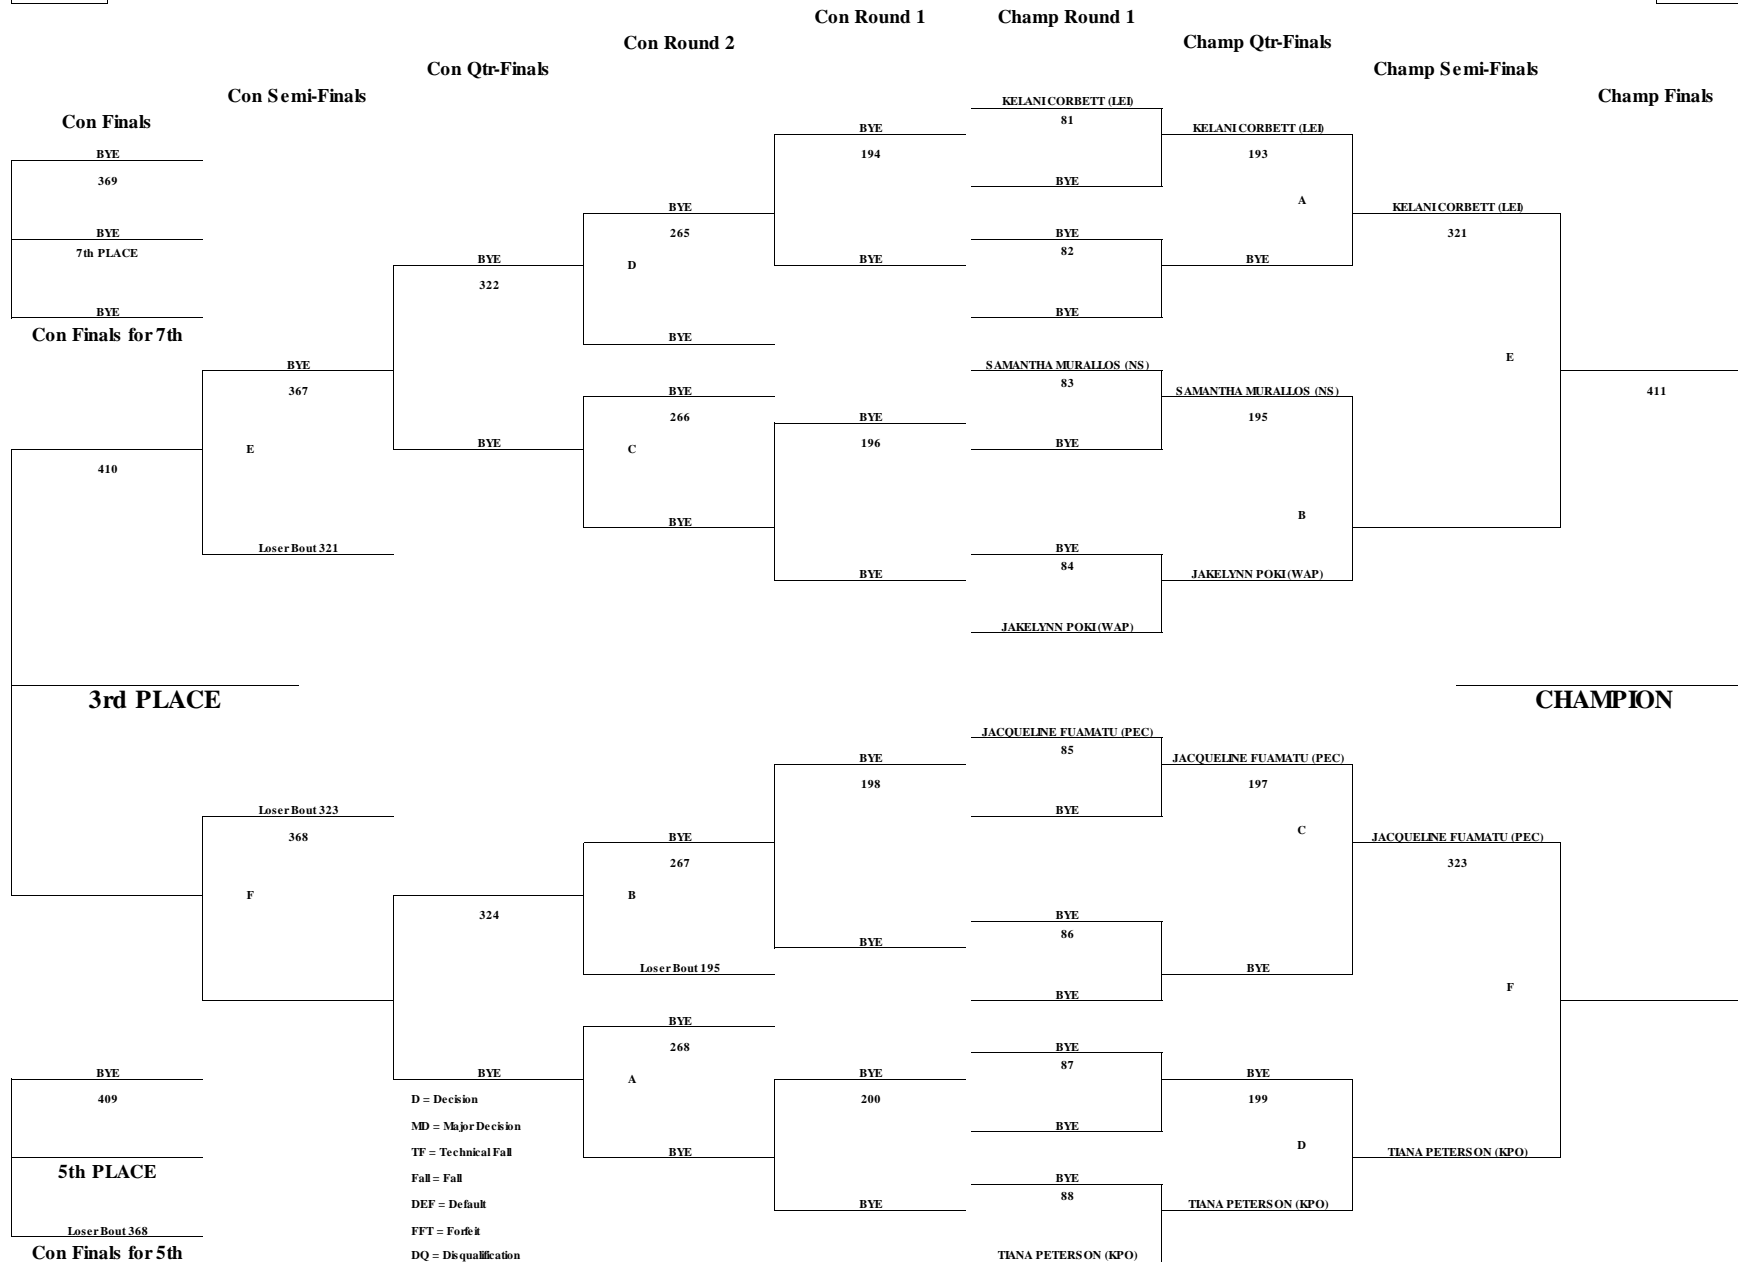 Con Round 1
Champ Round 1
Con Round 2
Champ Qtr-Finals
Con Qtr-Finals
Champ Semi-Finals
Con Semi-Finals
Champ Finals
KELANI CORBETT (LEI)
Con Finals
81
BYE
KELANI CORBETT (LEI)
BYE
194
193
369
BYE
BYE
A
KELANI CORBETT (LEI)
BYE
265
BYE
321
7th PLACE
82
BYE
D
BYE
BYE
322
BYE
BYE
Con Finals for 7th
BYE
E
BYE
SAMANTHA MURALLOS (NS)
83
367
BYE
SAMANTHA MURALLOS (NS)
411
266
BYE
195
BYE
196
BYE
E
C
410
B
BYE
Loser Bout 321
BYE
84
BYE
JAKELYNN POKI (WAP)
JAKELYNN POKI (WAP)
3rd PLACE
CHAMPION
JACQUELINE FUAMATU (PEC)
85
BYE
JACQUELINE FUAMATU (PEC)
198
197
Loser Bout 323
BYE
C
368
BYE
JACQUELINE FUAMATU (PEC)
267
323
F
B
324
BYE
86
BYE
Loser Bout 195
BYE
F
BYE
BYE
268
BYE
87
BYE
BYE
A
BYE
BYE
409
D = Decision
200
199
MD = Major Decision
BYE
D
TF = Technical Fall
BYE
TIANA PETERSON (KPO)
5th PLACE
Fall = Fall
BYE
88
DEF = Default
BYE
TIANA PETERSON (KPO)
Loser Bout 368
FFT = Forfeit
Con Finals for 5th
DQ = Disqualification
TIANA PETERSON (KPO)